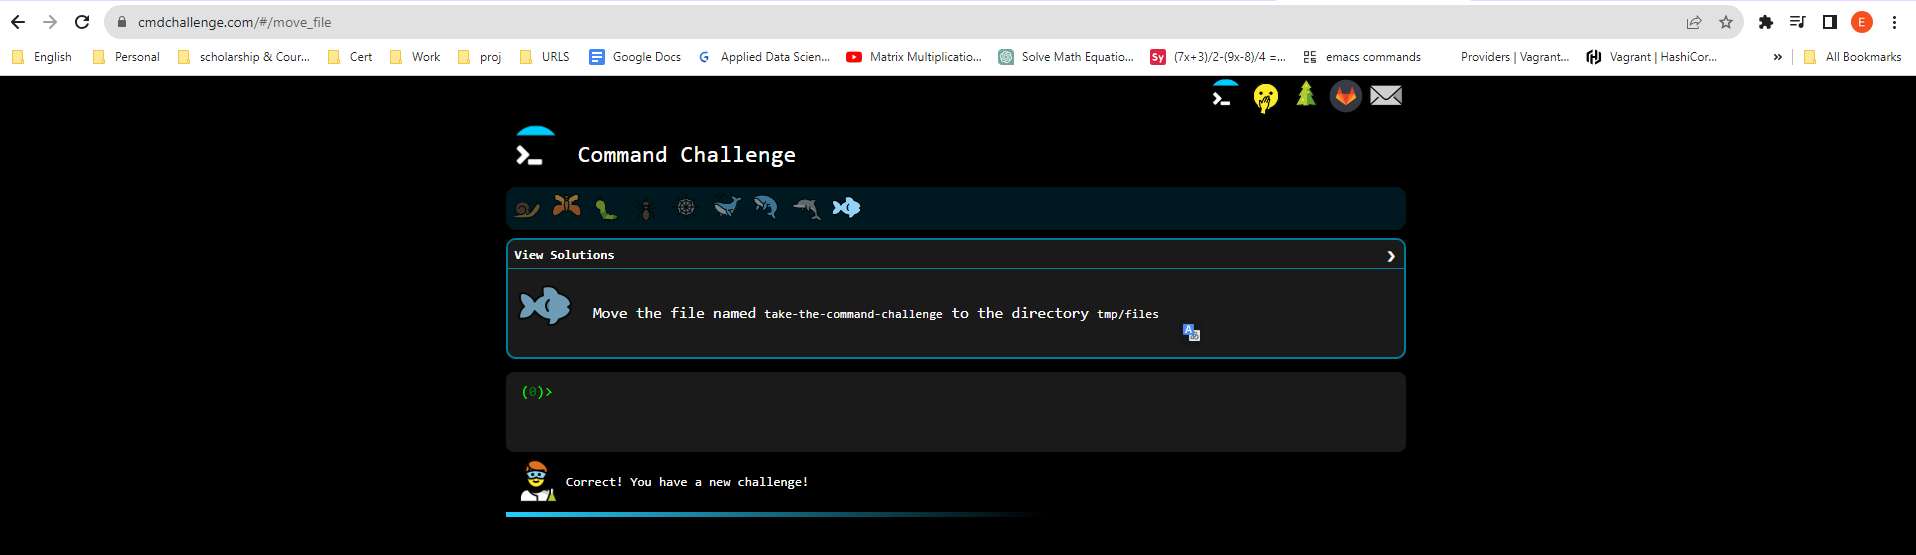 cmdchallenge.com/#/move_file
E
English Personal scholarship & Cour... Cert Work proj URLS Google Docs Applied Data Scien... Matrix Multiplicatio... Solve Math Equatio... Sy (7x+3)/2-(9x-8)/4 =... emacs commands Providers | Vagrant... Vagrant | HashiCor... » All Bookmarks
>_ Command Challenge
View Solutions
Move the file named take-the-command-challenge to the directory tmp/files
(0)>
Correct! You have a new challenge!